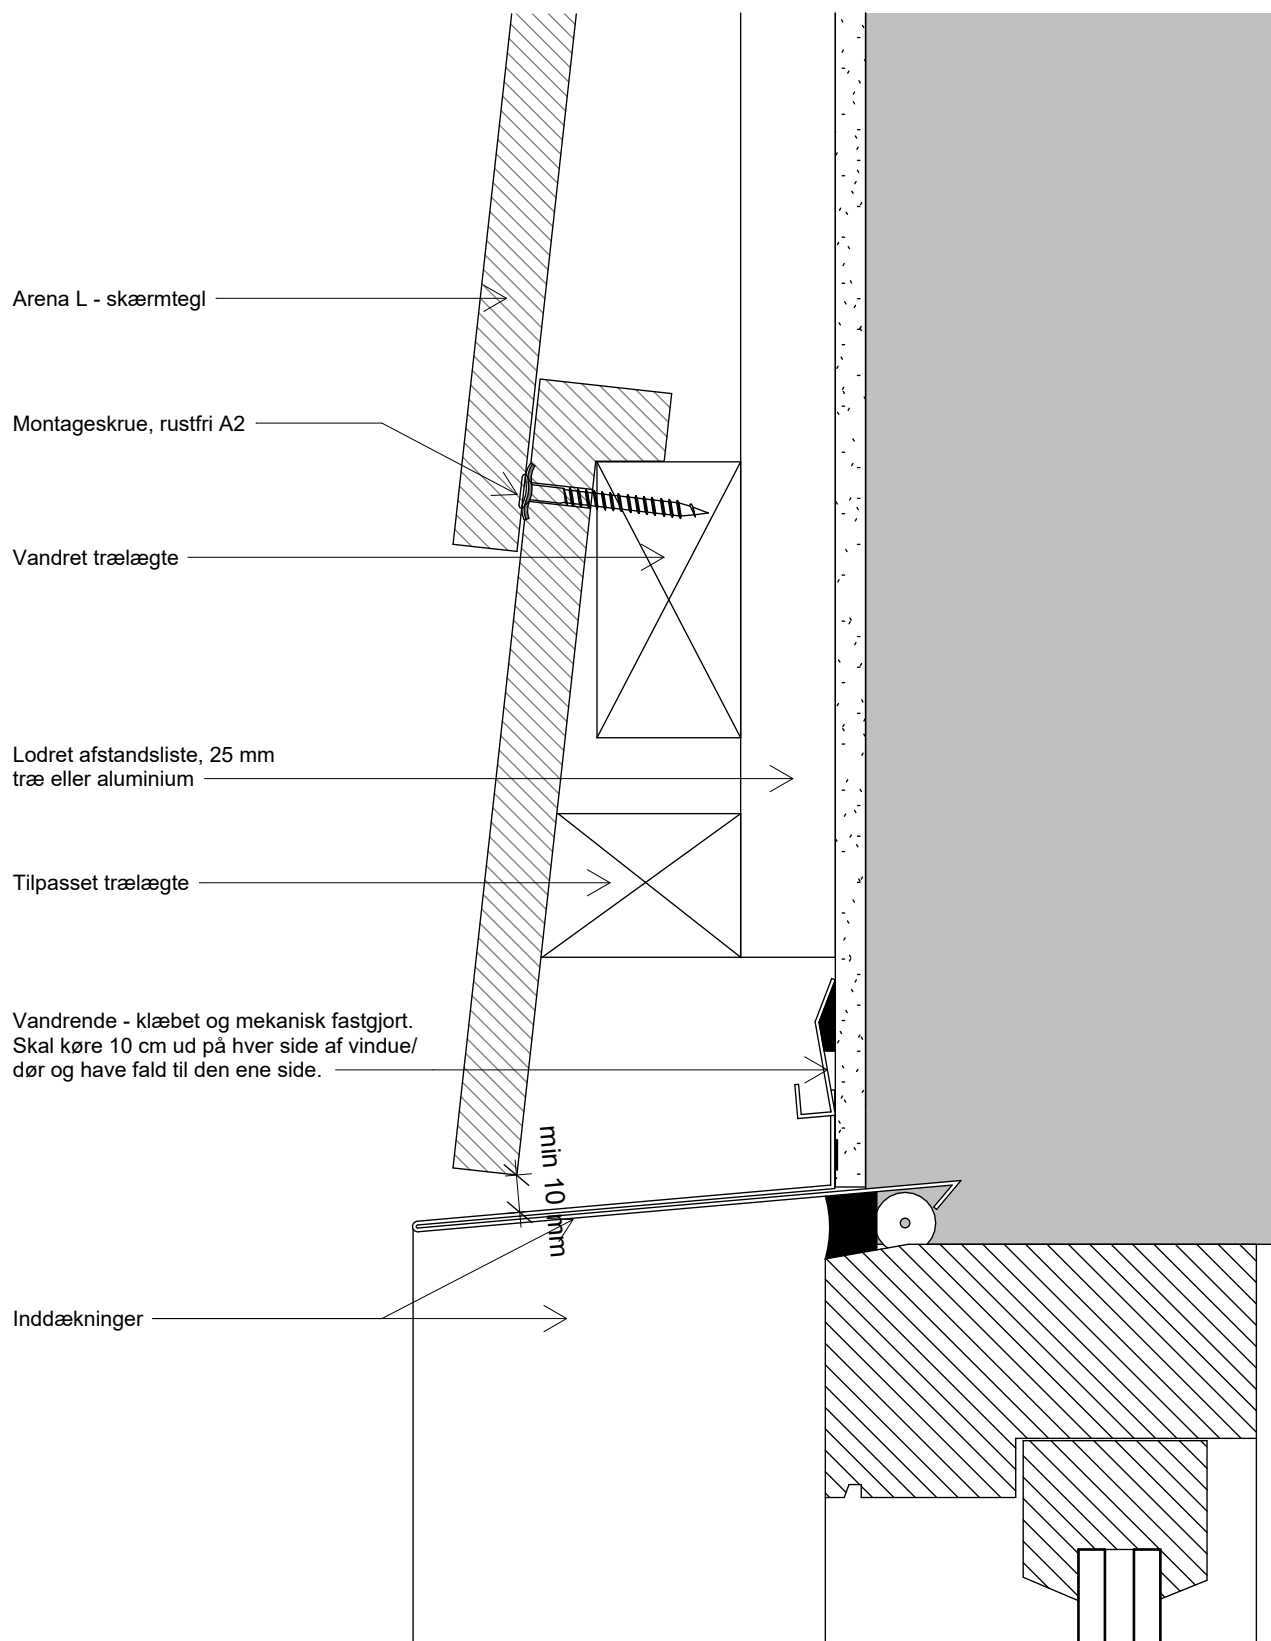 Arena L - skærmtegl
Montageskrue, rustfri A2
Vandret trælægte
Lodret afstandsliste, 25 mm
træ eller aluminium
Tilpasset trælægte
Vandrende - klæbet og mekanisk fastgjort.
Skal køre 10 cm ud på hver side af vindue/
dør og have fald til den ene side.
min 10 mm
Inddækninger